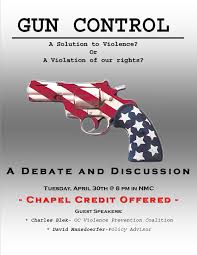 GUN CONTROL
A Solution to Violence?
Or
A Violation of our rights?
A Debate and Discussion
Tuesday, April 30th @ 8 pm in NMC
- Chapel Credit Offered -
Guest Speakers:
* Charles Blek- OC Violence Prevention Coalition
* David Mansdoerfer-Policy Advisor